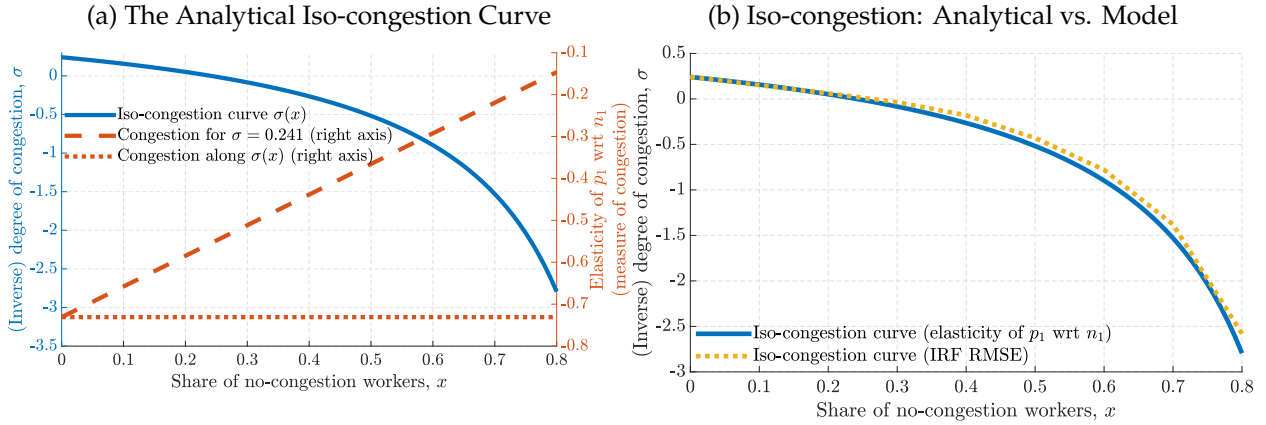 (a) The Analytical Iso-congestion Curve
(Inverse) degree of congestion, σ
0
-0.5
-1
-1.5
-2
-2.5
-3
-3.5
Iso-congestion curve σ(x)
Congestion for σ = 0.241 (right axis)
Congestion along σ(x) (right axis)
-0.1
-0.2
-0.3
-0.4
-0.5
-0.6
-0.7
-0.8
Elasticity of p₁ wrt n₁
(measure of congestion)
0 0.1 0.2 0.3 0.4 0.5 0.6 0.7 0.8
Share of no-congestion workers, x
(b) Iso-congestion: Analytical vs. Model
(Inverse) degree of congestion, σ
0.5
0
-0.5
-1
-1.5
-2
-2.5
-3
Iso-congestion curve (elasticity of p₁ wrt n₁)
Iso-congestion curve (IRF RMSE)
0 0.1 0.2 0.3 0.4 0.5 0.6 0.7 0.8
Share of no-congestion workers, x